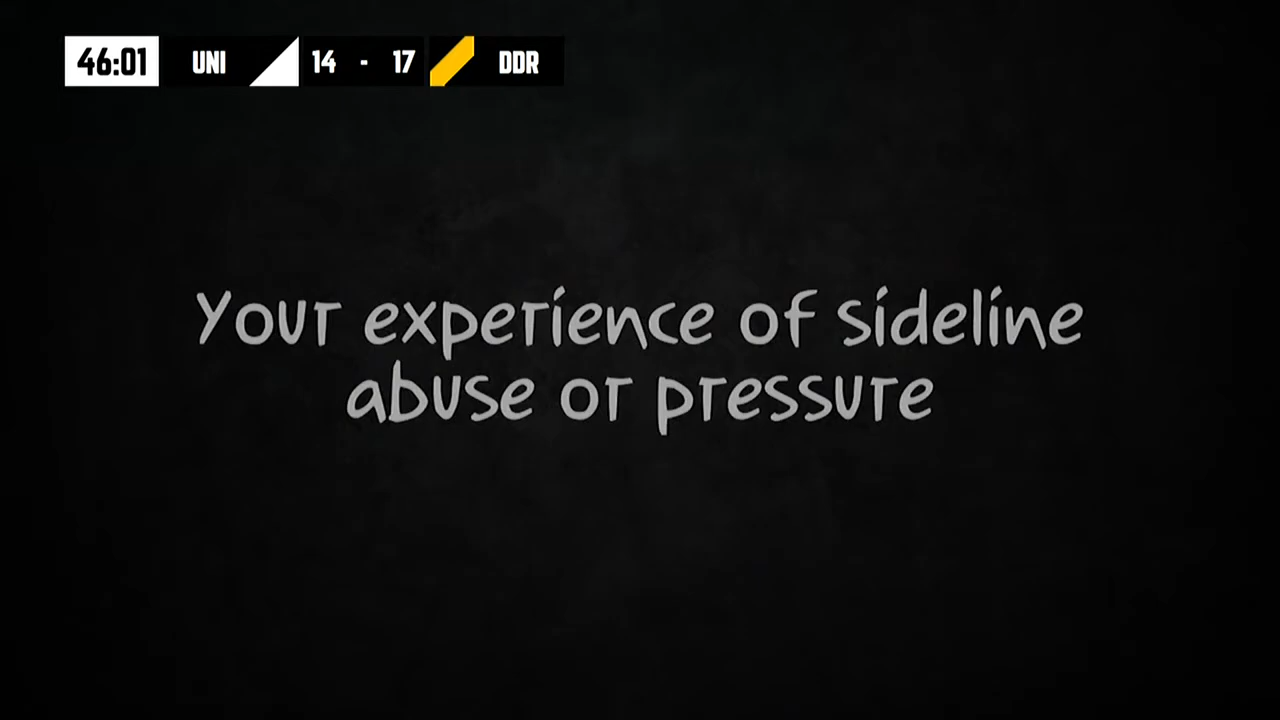 46:01 UNI 14 - 17 DDR
Your experience of sideline
abuse or pressure